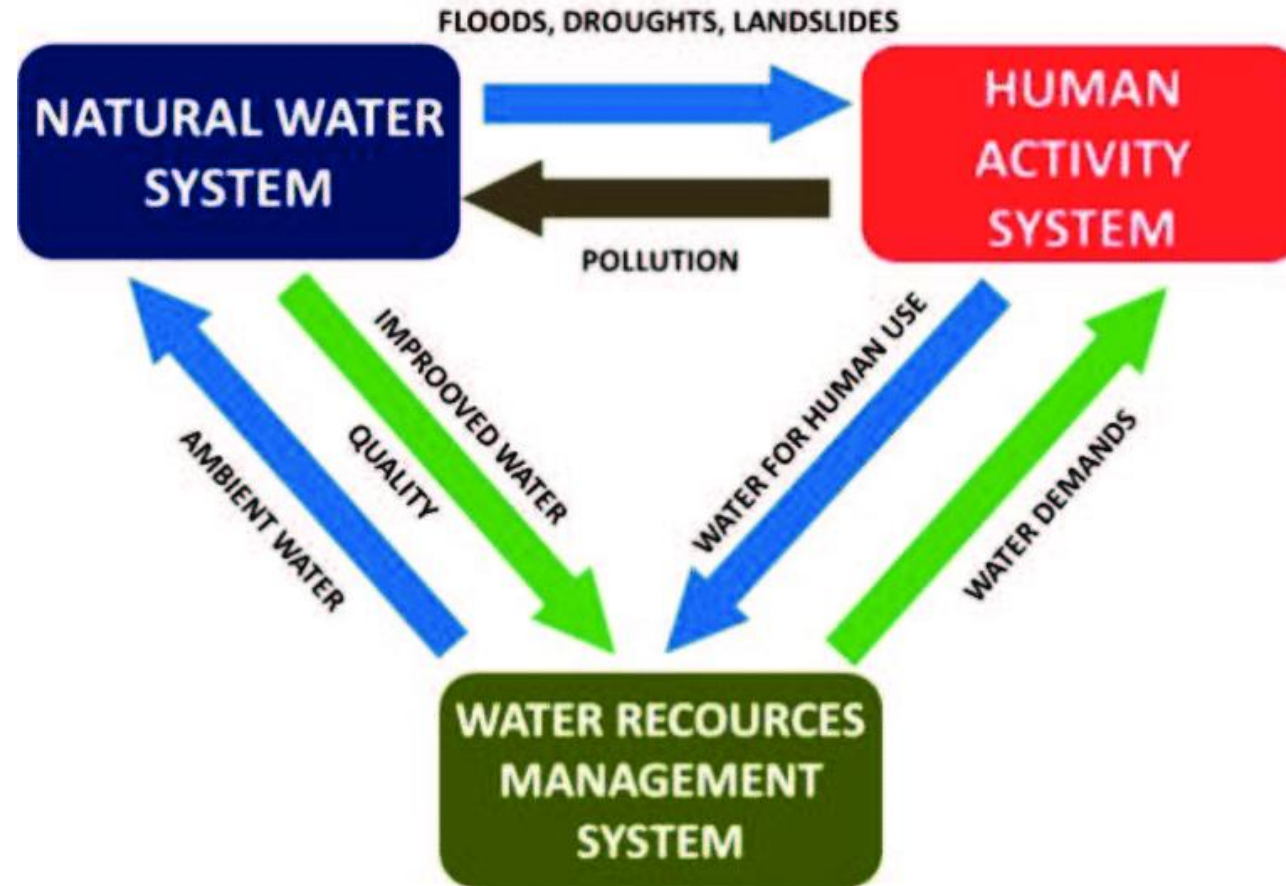 FLOODS, DROUGHTS, LANDSLIDES
NATURAL WATER
SYSTEM
HUMAN
ACTIVITY
SYSTEM
POLLUTION
IMPROOVED WATER
QUALITY
AMBIENT WATER
WATER FOR HUMAN USE
WATER DEMANDS
WATER RECOURCES
MANAGEMENT
SYSTEM